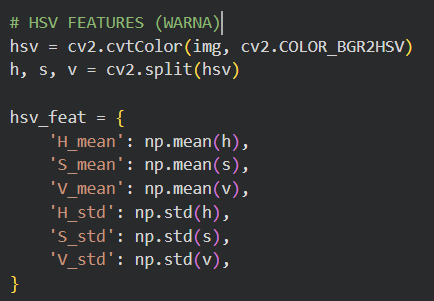 # HSV FEATURES (WARNA)
hsv = cv2.cvtColor(img, cv2.COLOR_BGR2HSV)
h, s, v = cv2.split(hsv)

hsv_feat = {
    'H_mean': np.mean(h),
    'S_mean': np.mean(s),
    'V_mean': np.mean(v),
    'H_std': np.std(h),
    'S_std': np.std(s),
    'V_std': np.std(v),
}